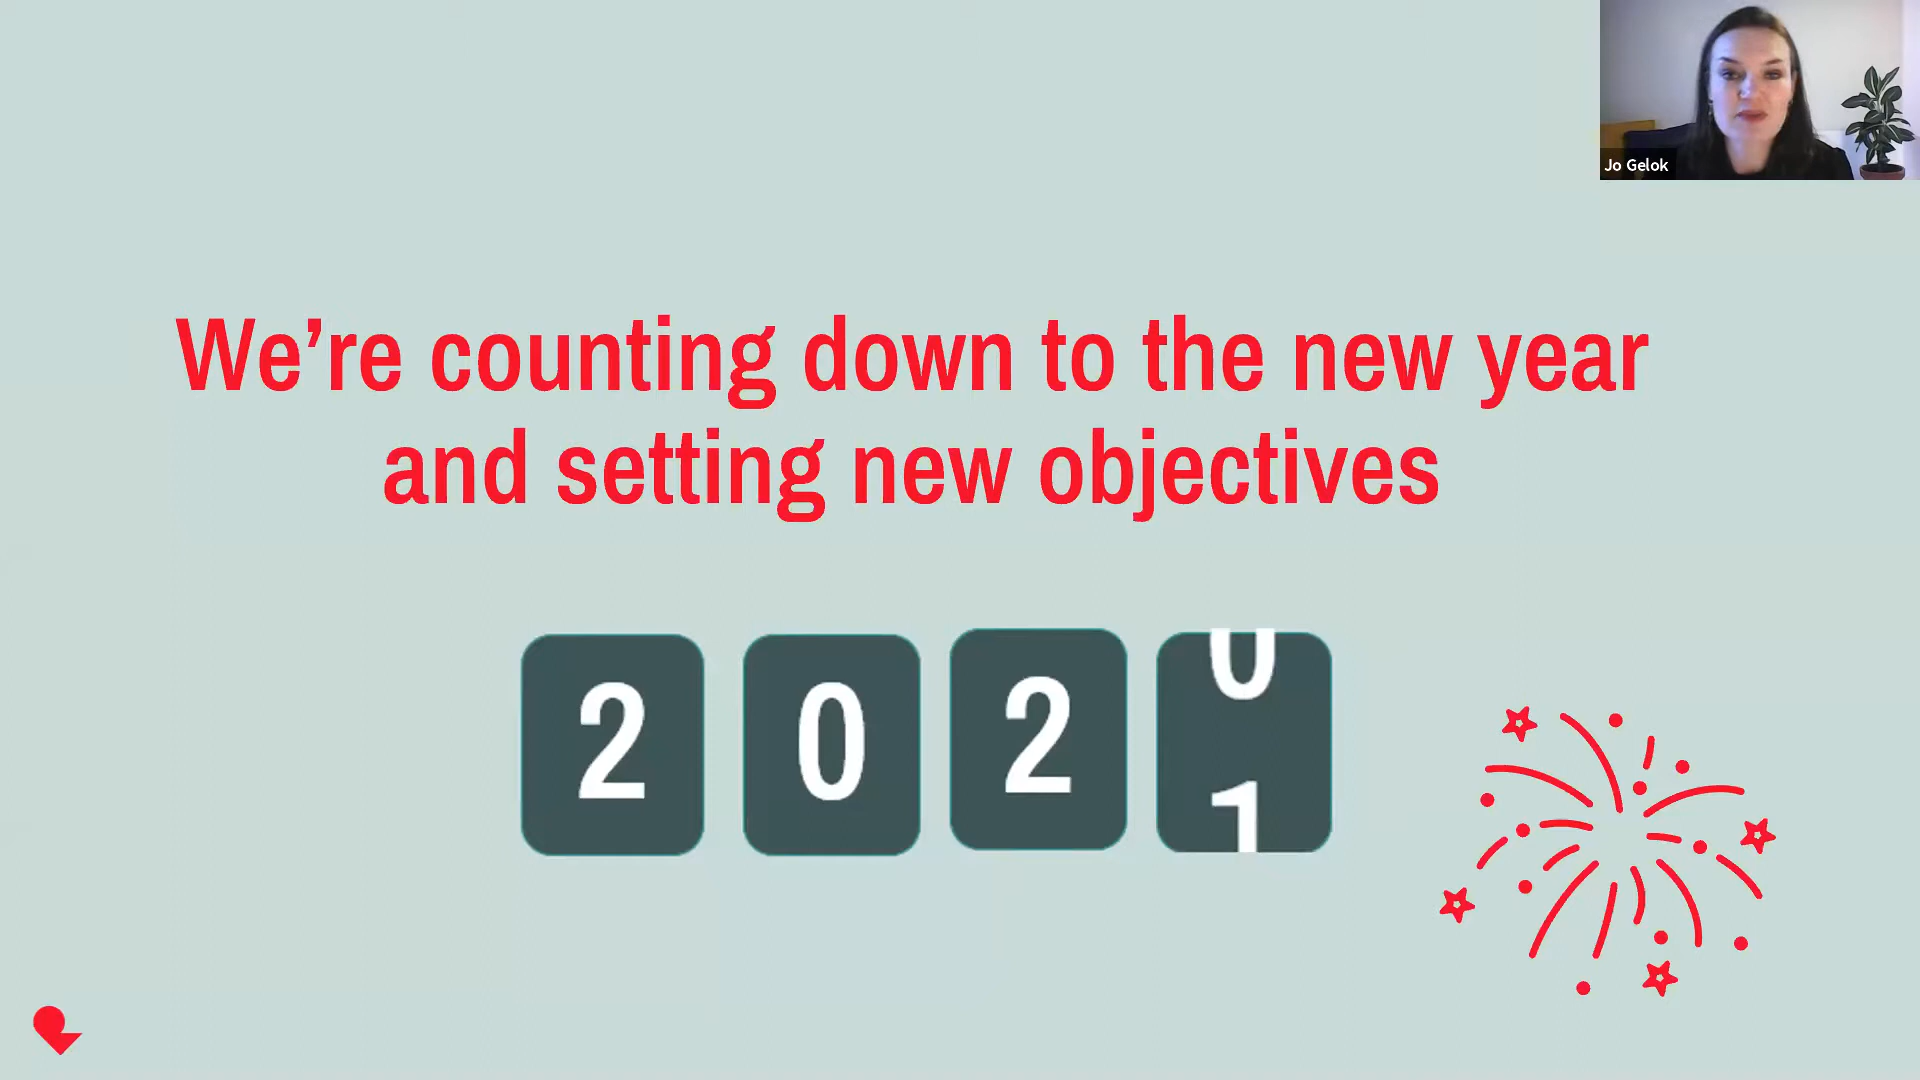 Jo Gelok
We’re counting down to the new year
and setting new objectives
2 0 2 0
1